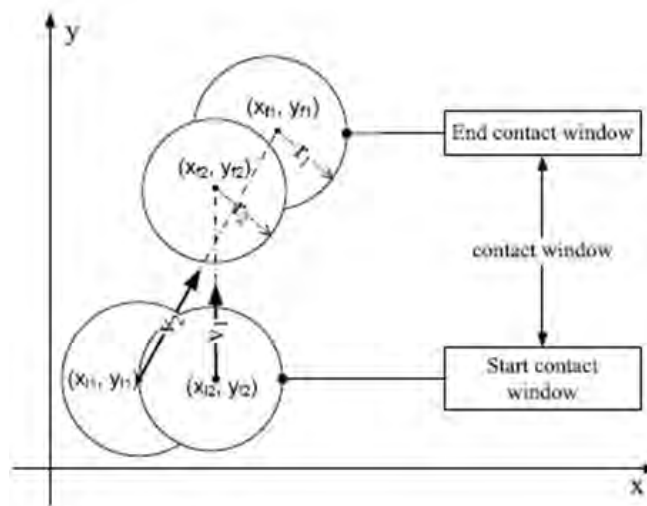 y
(xf1, yf1)
r1
End contact window
(xf2, yf2)
r2
contact window
v2
v1
(xi1, yi1)
(xi2, yi2)
Start contact
window
x